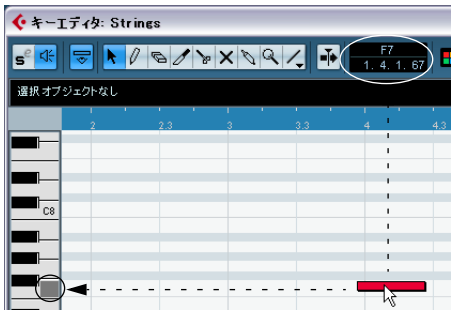 キーエディタ: Strings
F7
1. 4. 1. 67
選択オブジェクトなし
2 2.3 3 3.3 4 4.3
C8